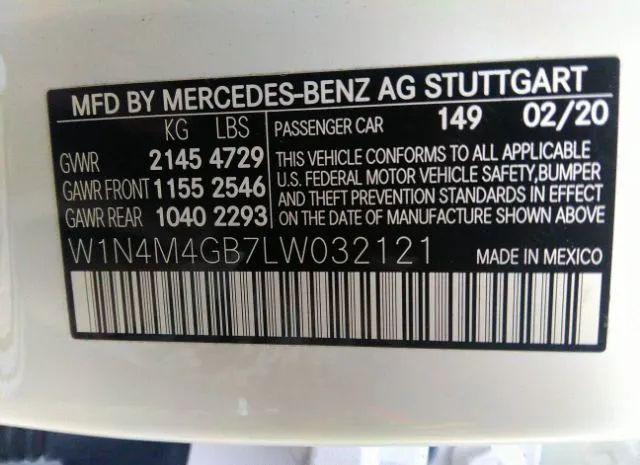 MFD BY MERCEDES-BENZ AG STUTTGART
KG LBS PASSENGER CAR 149 02/20
GVWR 2145 4729
GAWR FRONT 1155 2546
GAWR REAR 1040 2293
THIS VEHICLE CONFORMS TO ALL APPLICABLE
U.S. FEDERAL MOTOR VEHICLE SAFETY, BUMPER
AND THEFT PREVENTION STANDARDS IN EFFECT
ON THE DATE OF MANUFACTURE SHOWN ABOVE.
W1N4M4GB7LW032121 MADE IN MEXICO